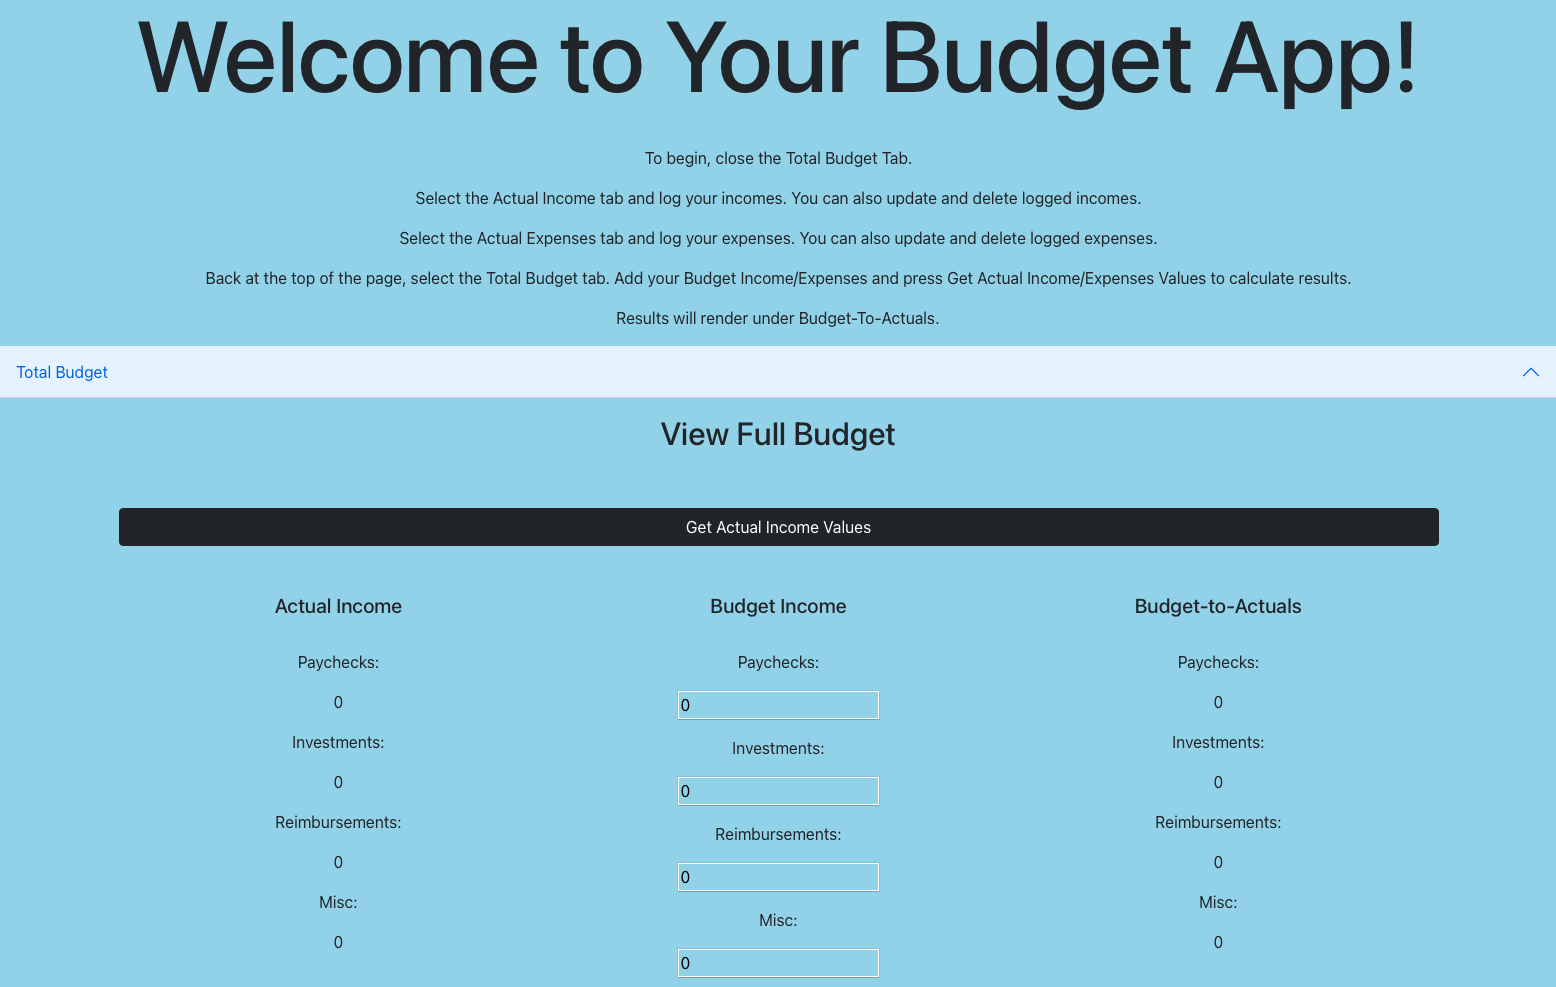 Welcome to Your Budget App!
To begin, close the Total Budget Tab.
Select the Actual Income tab and log your incomes. You can also update and delete logged incomes.
Select the Actual Expenses tab and log your expenses. You can also update and delete logged expenses.
Back at the top of the page, select the Total Budget tab. Add your Budget Income/Expenses and press Get Actual Income/Expenses Values to calculate results.
Results will render under Budget-To-Actuals.
Total Budget
View Full Budget
Get Actual Income Values
Actual Income
Paychecks:
0
Investments:
0
Reimbursements:
0
Misc:
0
Budget Income
Paychecks:
0
Investments:
0
Reimbursements:
0
Misc:
0
Budget-to-Actuals
Paychecks:
0
Investments:
0
Reimbursements:
0
Misc:
0